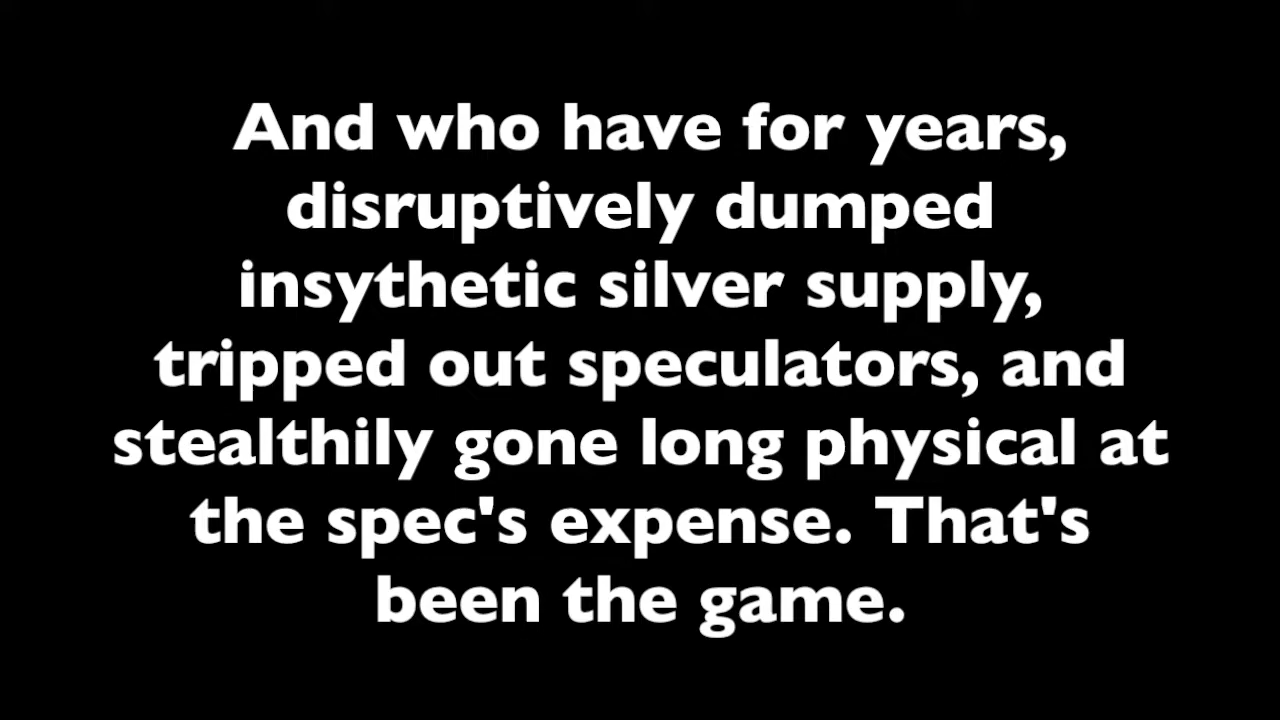 And who have for years,
disruptively dumped
insythetic silver supply,
tripped out speculators, and
stealthily gone long physical at
the spec's expense. That's
been the game.